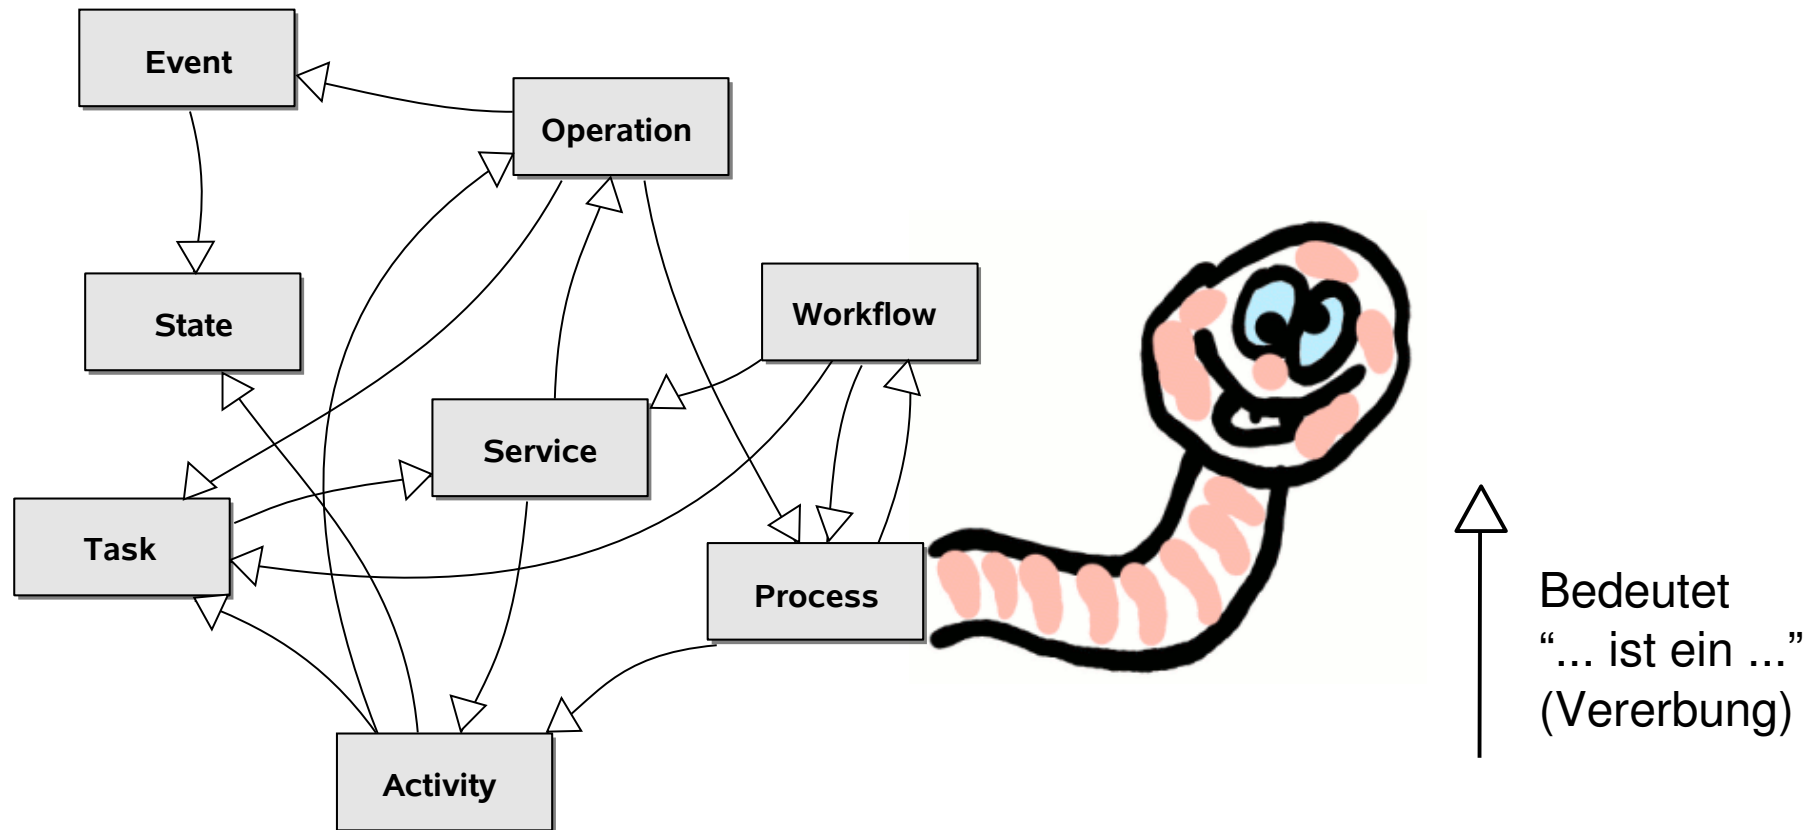 Event
Operation
State
Workflow
Service
Task
Process
Activity
Bedeutet
“... ist ein ...”
(Vererbung)